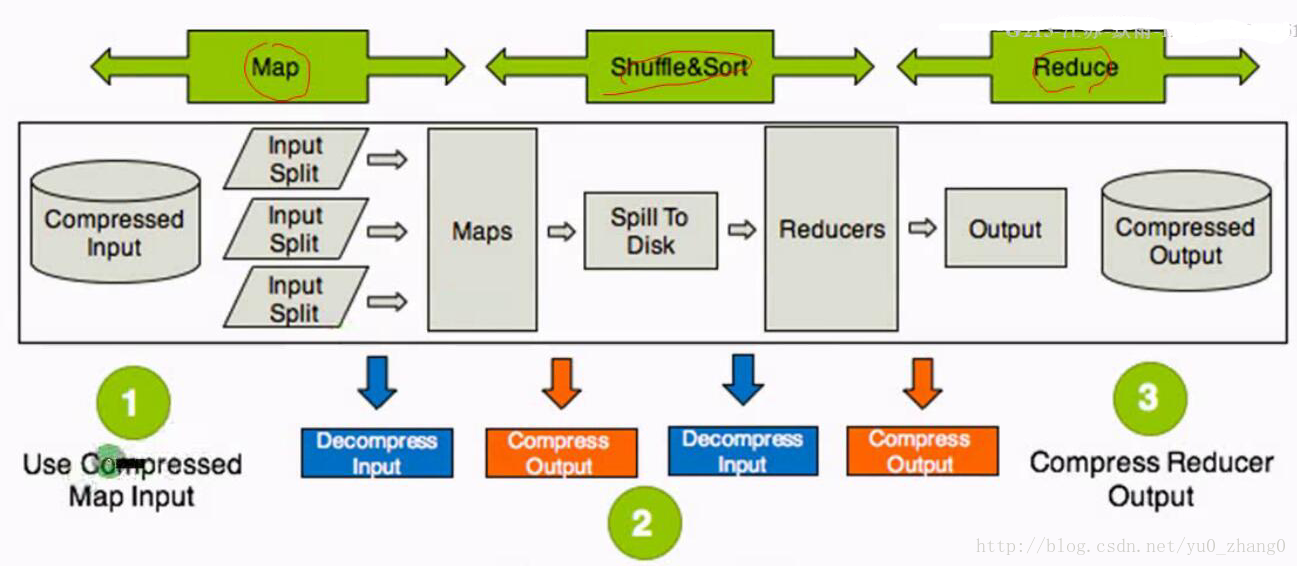 Map
Shuffle&Sort
Reduce
Compressed
Input
Input
Split
Input
Split
Input
Split
Maps
Spill To
Disk
Reducers
Output
Compressed
Output
1
Use Compressed
Map Input
Decompress
Input
Compress
Output
Decompress
Input
Compress
Output
2
3
Compress Reducer
Output
http://blog.csdn.net/yu0_zhang0